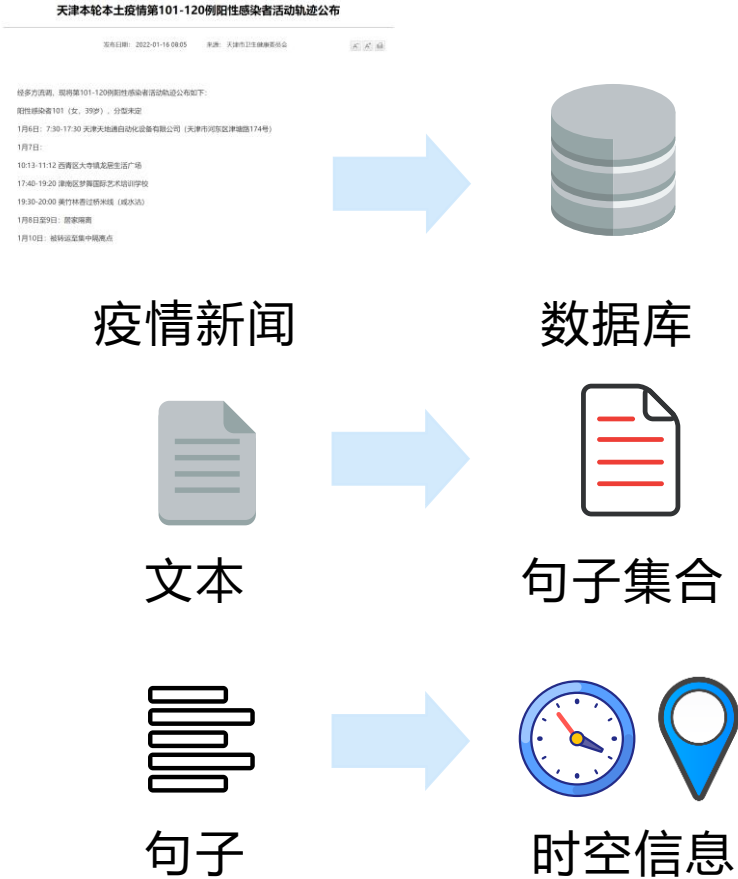 天津本轮本土疫情第101-120例阳性感染者活动轨迹公布
发布日期: 2022-01-16 08:05 来源: 天津市卫生健康委员会
经多方流调，现将第101-120例阳性感染者活动轨迹公布如下：
阳性感染者101（女，39岁），分型未定
1月6日：7:30-17:30 天津天地通自动化设备有限公司（天津市河东区津塘路174号）
1月7日：
10:13-11:12 西青区大寺镇龙居生活广场
17:40-19:20 津南区梦舞国际艺术培训学校
19:30-20:00 黄竹林香过桥米线（咸水沽）
1月8日至9日：居家隔离
1月10日：被转运至集中隔离点
疫情新闻
数据库
文本
句子集合
句子
时空信息